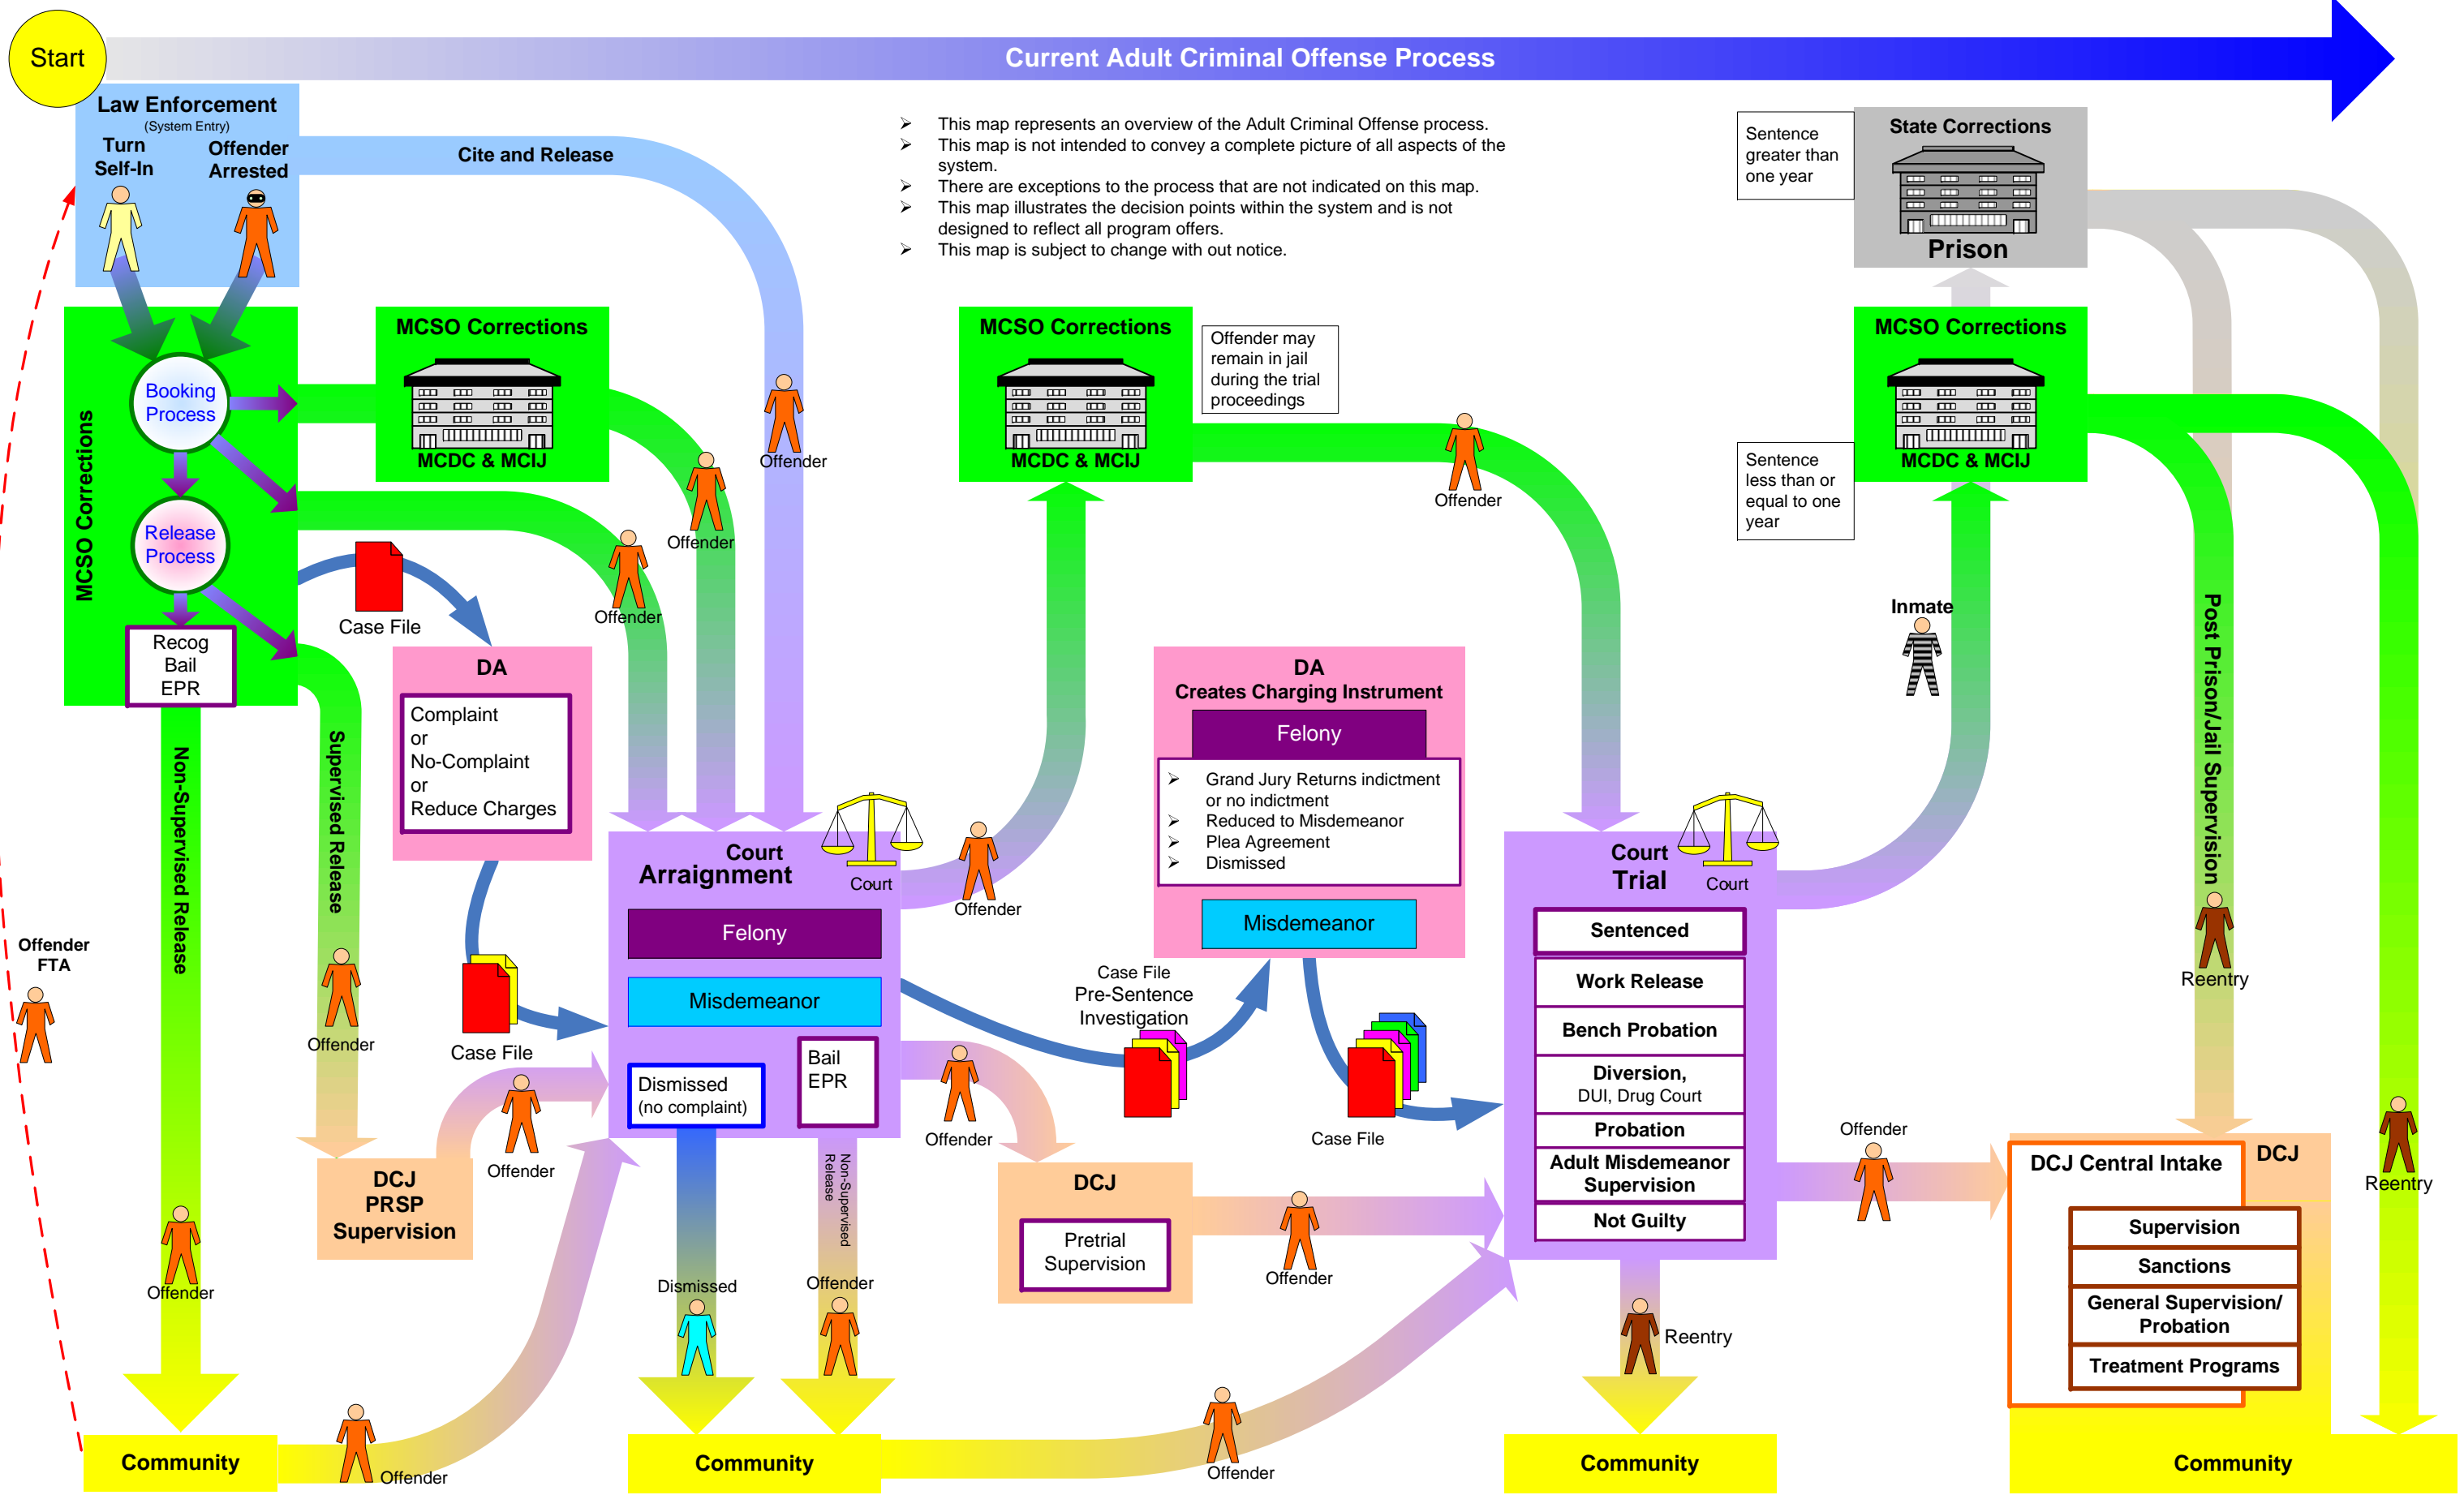 Start
Current Adult Criminal Offense Process
Law Enforcement
(System Entry)
Turn
Self-In
Offender
Arrested
Cite and Release
➢ This map represents an overview of the Adult Criminal Offense process.
➢ This map is not intended to convey a complete picture of all aspects of the
system.
➢ There are exceptions to the process that are not indicated on this map.
➢ This map illustrates the decision points within the system and is not
designed to reflect all program offers.
➢ This map is subject to change with out notice.
Sentence
greater than
one year
State Corrections
Prison
MCSO Corrections
Booking
Process
Release
Process
Recog
Bail
EPR
MCSO Corrections
MCDC & MCIJ
Offender
Offender
Offender
MCSO Corrections
MCDC & MCIJ
Offender may
remain in jail
during the trial
proceedings
Offender
MCSO Corrections
MCDC & MCIJ
Sentence
less than or
equal to one
year
Case File
DA
Complaint
or
No-Complaint
or
Reduce Charges
Non-Supervised Release
Supervised Release
Offender
FTA
Offender
Case File
Offender
DCJ
PRSP
Supervision
Offender
Court
Arraignment
Court
Felony
Misdemeanor
Dismissed
(no complaint)
Bail
EPR
Offender
DA
Creates Charging Instrument
Felony
➢ Grand Jury Returns indictment
or no indictment
➢ Reduced to Misdemeanor
➢ Plea Agreement
➢ Dismissed
Misdemeanor
Case File
Pre-Sentence
Investigation
Case File
Offender
DCJ
Pretrial
Supervision
Offender
Non-Supervised
Release
Dismissed
Offender
Court
Trial
Court
Sentenced
Work Release
Bench Probation
Diversion,
DUI, Drug Court
Probation
Adult Misdemeanor
Supervision
Not Guilty
Inmate
Post Prison/Jail Supervision
Reentry
Offender
Reentry
DCJ Central Intake
DCJ
Supervision
Sanctions
General Supervision/
Probation
Treatment Programs
Reentry
Community
Offender
Community
Offender
Community
Community